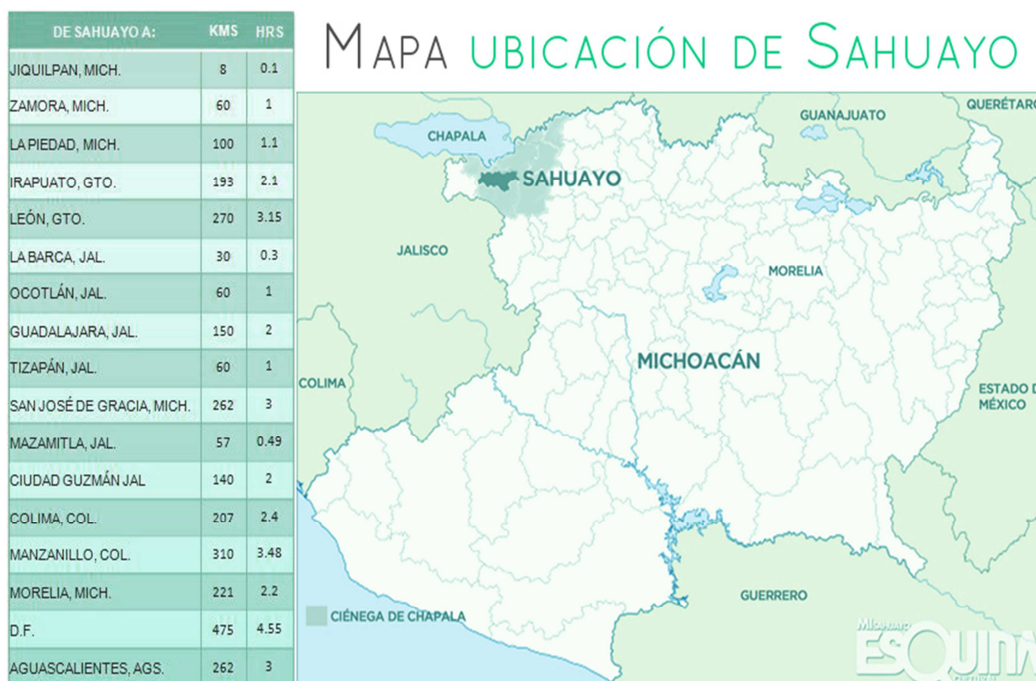 DE SAHUAYO A: KMS HRS
JIQUILPAN, MICH. 8 0.1
ZAMORA, MICH. 60 1
LA PIEDAD, MICH. 100 1.1
IRAPUATO, GTO. 193 2.1
LEÓN, GTO. 270 3.15
LA BARCA, JAL. 30 0.3
OCOTLÁN, JAL. 60 1
GUADALAJARA, JAL. 150 2
TIZAPÁN, JAL. 60 1
SAN JOSÉ DE GRACIA, MICH. 262 3
MAZAMITLA, JAL. 57 0.49
CIUDAD GUZMÁN JAL 140 2
COLIMA, COL. 207 2.4
MANZANILLO, COL. 310 3.48
MORELIA, MICH. 221 2.2
D.F. 475 4.55
AGUASCALIENTES, AGS. 262 3
MAPA UBICACIÓN DE SAHUAYO
QUERÉTARO
GUANAJUATO
CHAPALA
SAHUAYO
JALISCO
MORELIA
MICHOACÁN
COLIMA
ESTADO D
MÉXICO
GUERRERO
CIÉNEGA DE CHAPALA
ESQUINA